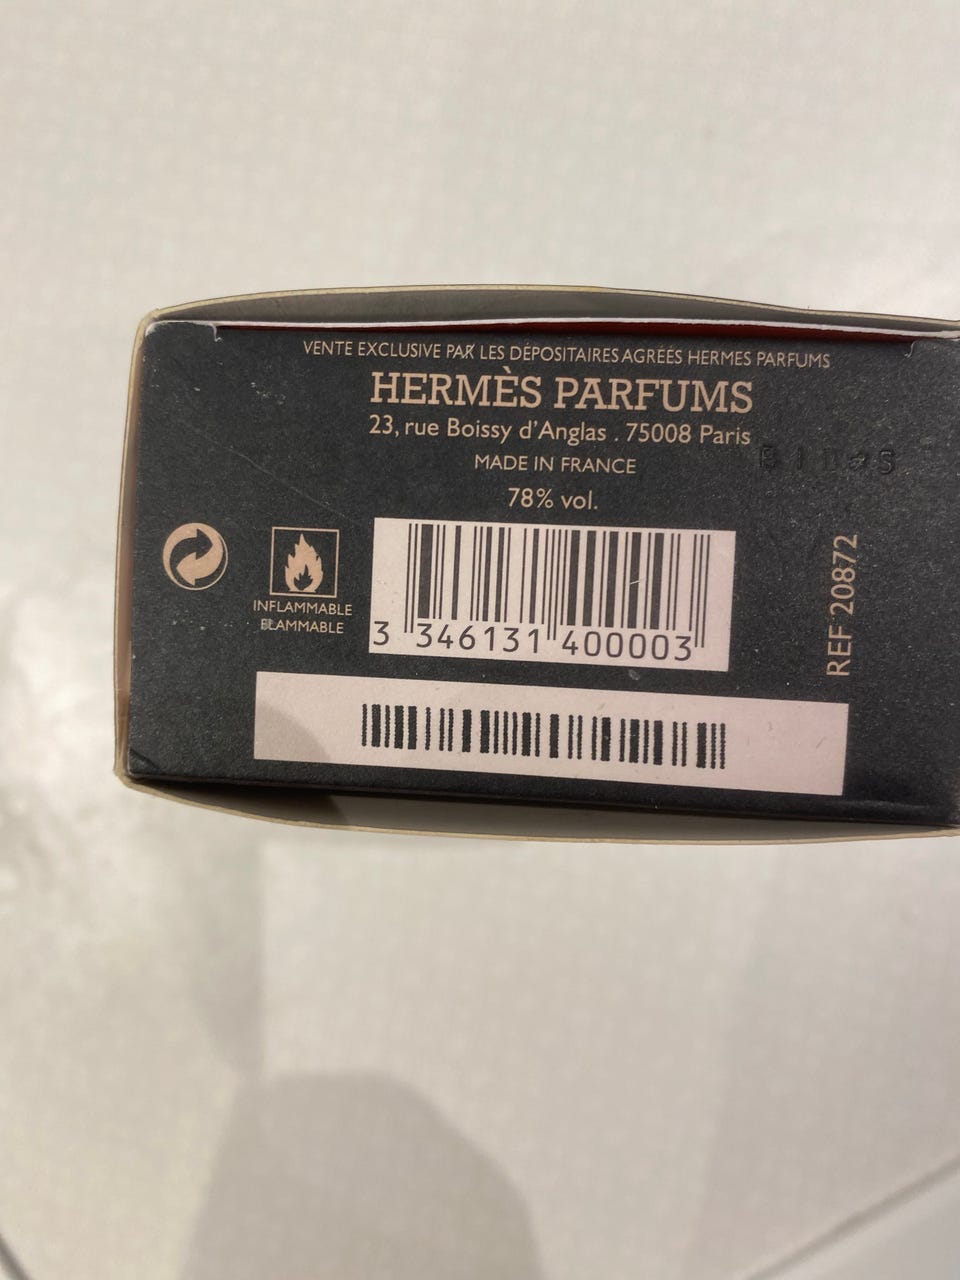 VENTE EXCLUSIVE PAR LES DÉPOSITAIRES AGRÉÉS HERMES PARFUMS
HERMÈS PARFUMS
23, rue Boissy d'Anglas . 75008 Paris
MADE IN FRANCE
78% vol.
INFLAMMABLE
FLAMMABLE
3 346131 400003
REF 20872